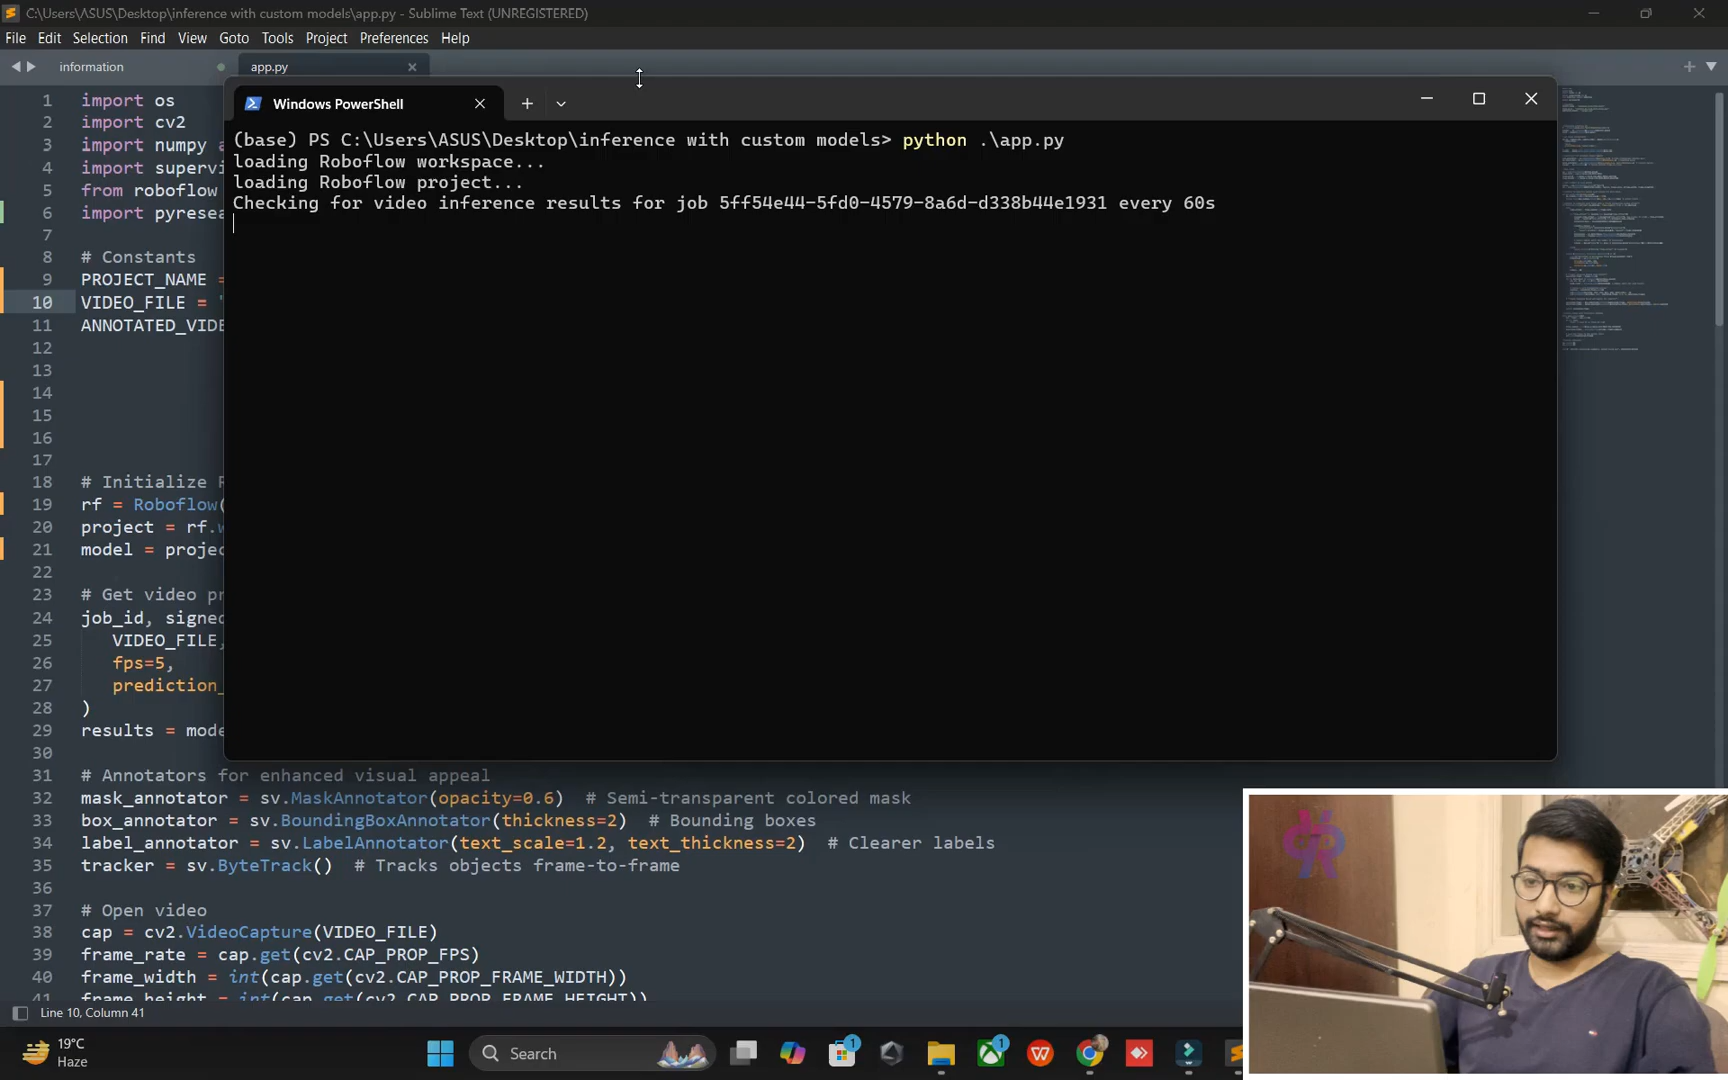 C:\Users\ASUS\Desktop\inference with custom models\app.py - Sublime Text (UNREGISTERED)
File Edit Selection Find View Goto Tools Project Preferences Help
information app.py
Windows PowerShell
(base) PS C:\Users\ASUS\Desktop\inference with custom models> python .\app.py
loading Roboflow workspace...
loading Roboflow project...
Checking for video inference results for job 5ff54e44-5fd0-4579-8a6d-d338b44e1931 every 60s
1 import os
2 import cv2
3 import numpy a
4 import supervi
5 from roboflow
6 import pyresea
7
8 # Constants
9 PROJECT_NAME =
10 VIDEO_FILE = "
11 ANNOTATED_VIDE
12
13
14
15
16
17
18 # Initialize R
19 rf = Roboflow(
20 project = rf.w
21 model = projec
22
23 # Get video pr
24 job_id, signed
25 VIDEO_FILE,
26 fps=5,
27 prediction_
28 )
29 results = mode
30
31 # Annotators for enhanced visual appeal
32 mask_annotator = sv.MaskAnnotator(opacity=0.6) # Semi-transparent colored mask
33 box_annotator = sv.BoundingBoxAnnotator(thickness=2) # Bounding boxes
34 label_annotator = sv.LabelAnnotator(text_scale=1.2, text_thickness=2) # Clearer labels
35 tracker = sv.ByteTrack() # Tracks objects frame-to-frame
36
37 # Open video
38 cap = cv2.VideoCapture(VIDEO_FILE)
39 frame_rate = cap.get(cv2.CAP_PROP_FPS)
40 frame_width = int(cap.get(cv2.CAP_PROP_FRAME_WIDTH))
41 frame_height = int(cap.get(cv2.CAP_PROP_FRAME_HEIGHT))
Line 10, Column 41
19°C
Haze
Search
1
1